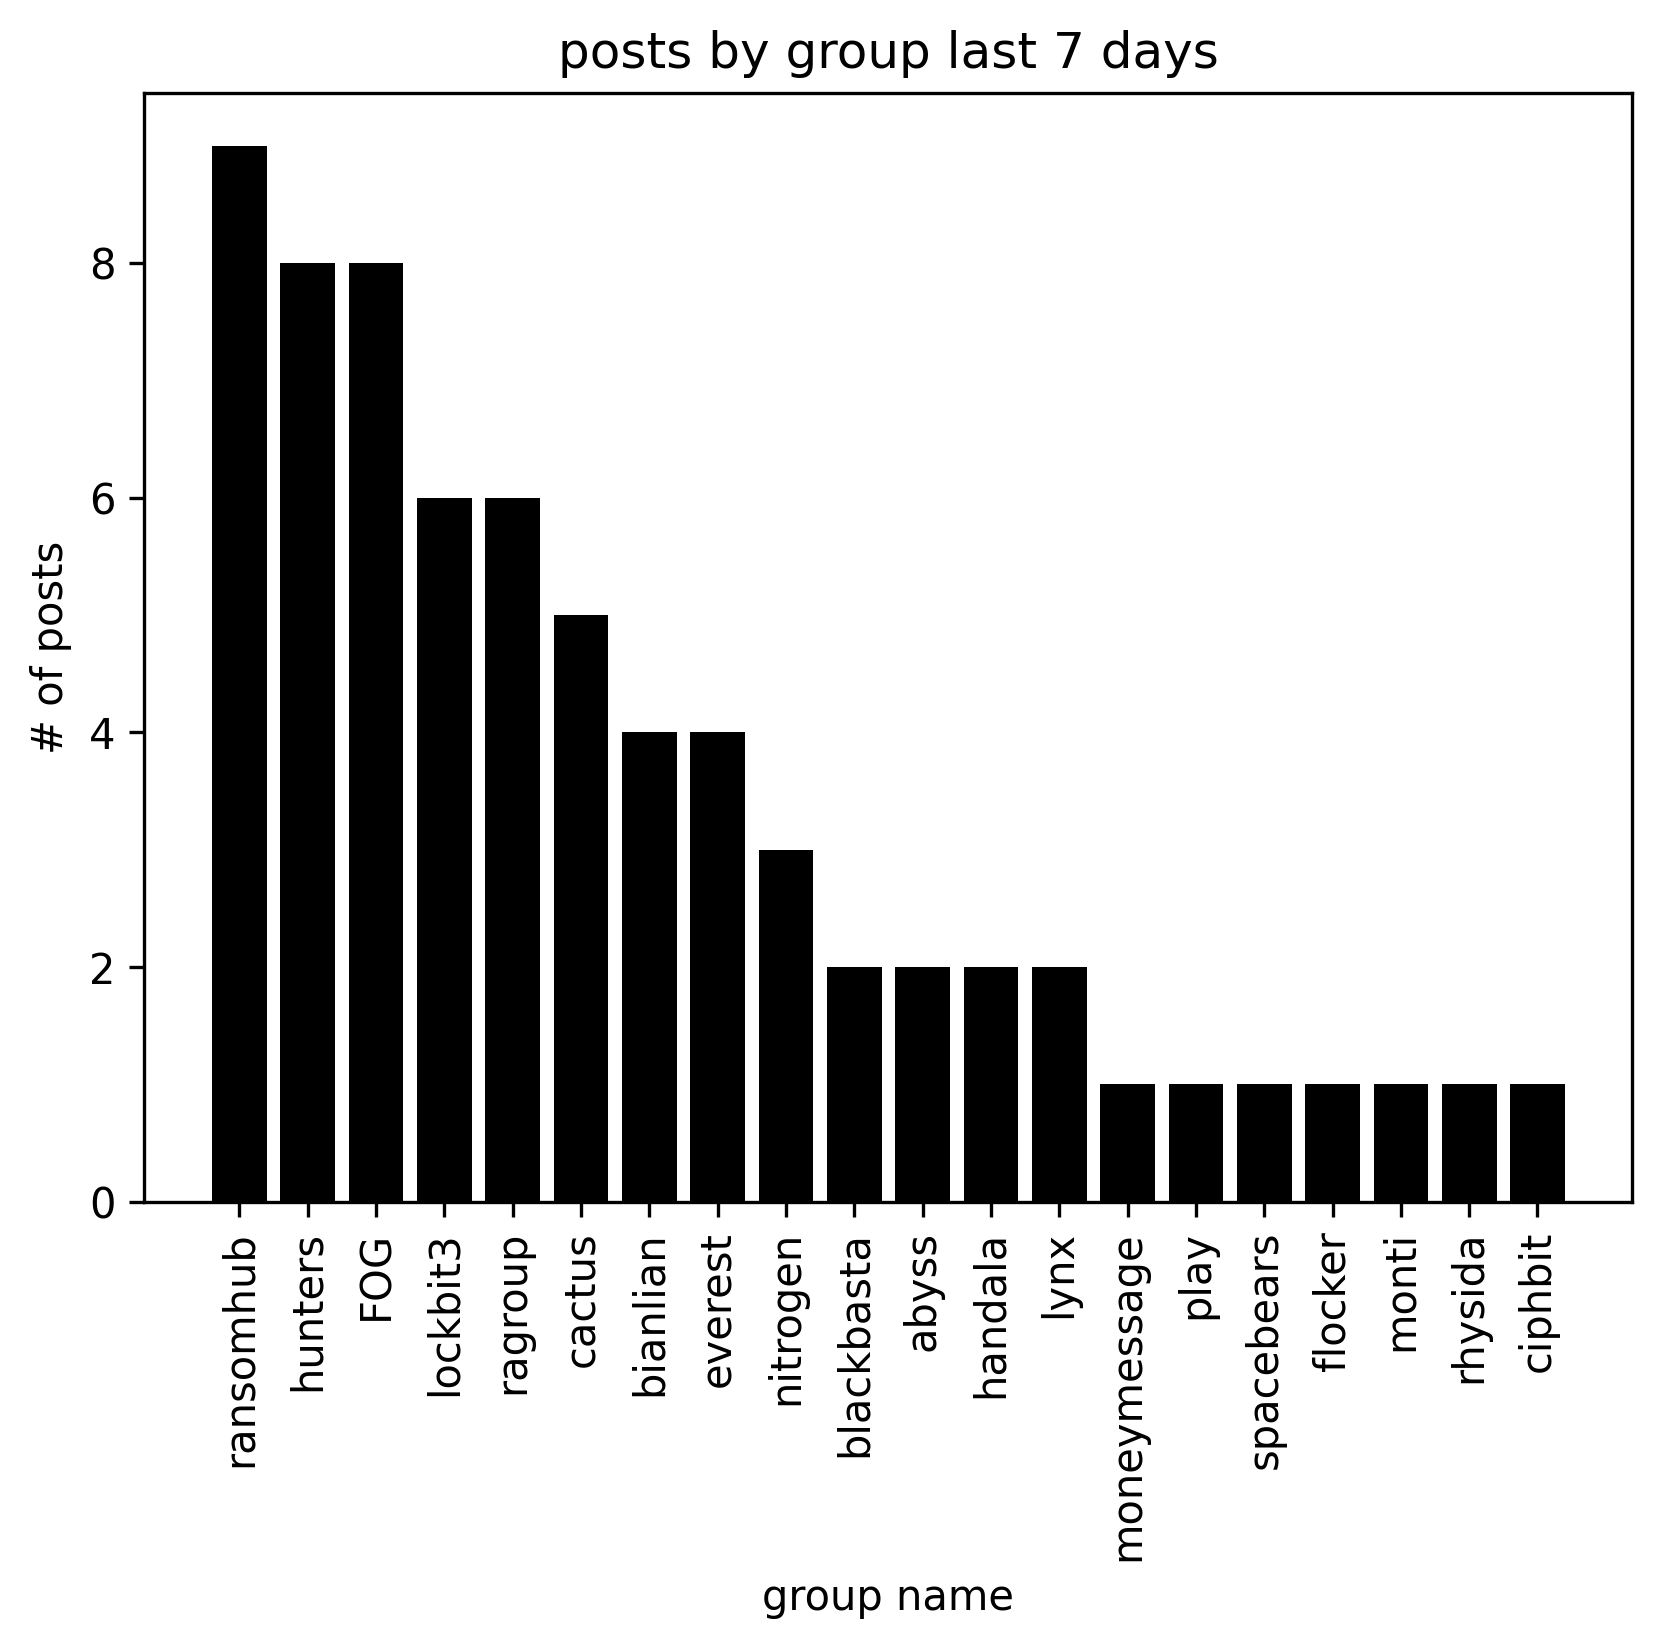 posts by group last 7 days
8
6
4
2
0
# of posts
ransomhub
hunters
FOG
lockbit3
ragroup
cactus
bianlian
everest
nitrogen
blackbasta
abyss
handala
lynx
moneymessage
play
spacebears
flocker
monti
rhysida
ciphbit
group name